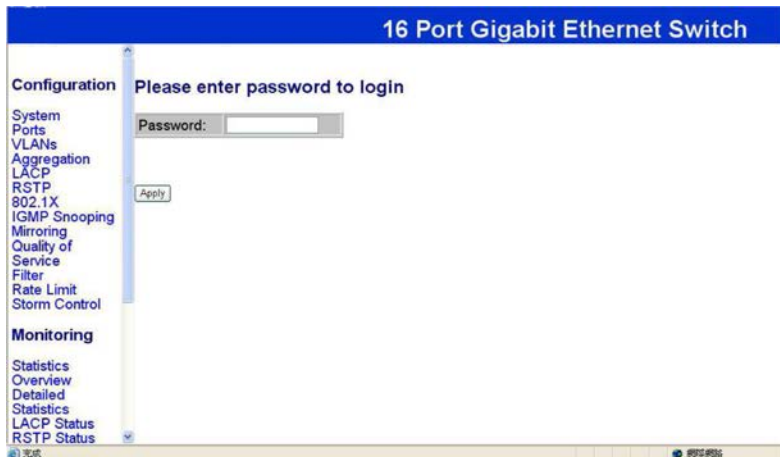 16 Port Gigabit Ethernet Switch
Configuration
System
Ports
VLANs
Aggregation
LACP
RSTP
802.1X
IGMP Snooping
Mirroring
Quality of
Service
Filter
Rate Limit
Storm Control
Monitoring
Statistics
Overview
Detailed
Statistics
LACP Status
RSTP Status
Please enter password to login
Password:
Apply
完成